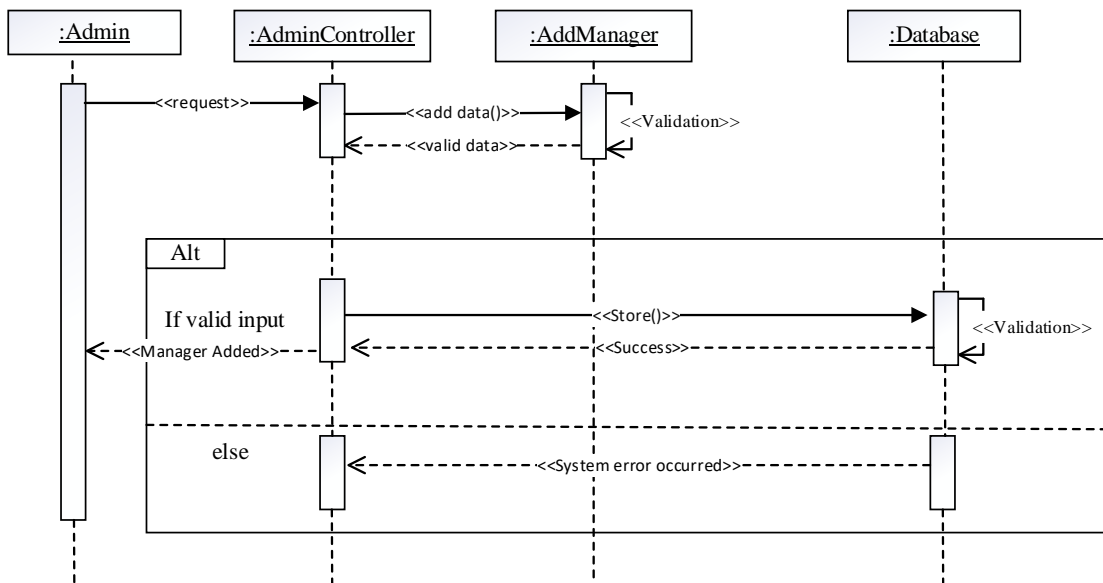 :Admin
:AdminController
:AddManager
:Database
<<request>>
<<add data()>>
<<Validation>>
<<valid data>>
Alt
If valid input
<<Store()>>
<<Validation>>
<<Manager Added>>
<<Success>>
else
<<System error occurred>>